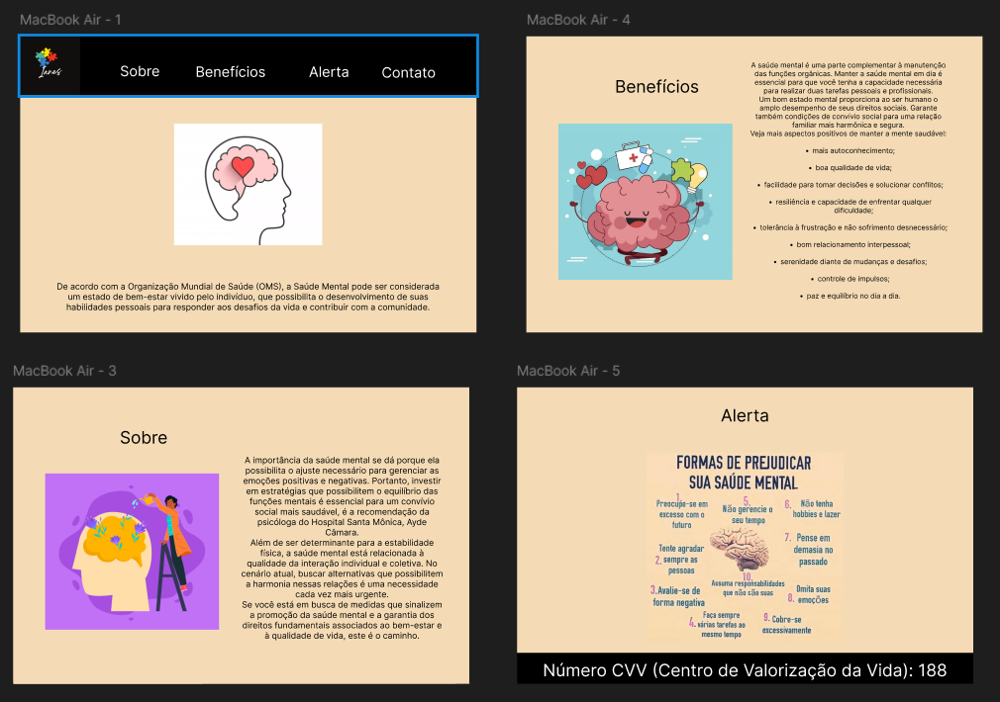 MacBook Air - 1
Ianes
Sobre
Benefícios
Alerta
Contato
De acordo com a Organização Mundial de Saúde (OMS), a Saúde Mental pode ser considerada
um estado de bem-estar vivido pelo indivíduo, que possibilita o desenvolvimento de suas
habilidades pessoais para responder aos desafios da vida e contribuir com a comunidade.
MacBook Air - 4
Benefícios
A saúde mental é uma parte complementar à manutenção
das funções orgânicas. Manter a saúde mental em dia é
essencial para que você tenha a capacidade necessária
para realizar duas tarefas pessoais e profissionais.
Um bom estado mental proporciona ao ser humano o
amplo desempenho de seus direitos sociais. Garante
também condições de convívio social para uma relação
familiar mais harmônica e segura.
Veja mais aspectos positivos de manter a mente saudável:
• mais autoconhecimento;
• boa qualidade de vida;
• facilidade para tomar decisões e solucionar conflitos;
• resiliência e capacidade de enfrentar qualquer
dificuldade;
• tolerância à frustração e não sofrimento desnecessário;
• bom relacionamento interpessoal;
• serenidade diante de mudanças e desafios;
• controle de impulsos;
• paz e equilíbrio no dia a dia.
MacBook Air - 3
Sobre
A importância da saúde mental se dá porque ela
possibilita o ajuste necessário para gerenciar as
emoções positivas e negativas. Portanto, investir
em estratégias que possibilitem o equilíbrio das
funções mentais é essencial para um convívio
social mais saudável, é a recomendação da
psicóloga do Hospital Santa Mônica, Ayde
Câmara.
Além de ser determinante para a estabilidade
física, a saúde mental está relacionada à
qualidade da interação individual e coletiva. No
cenário atual, buscar alternativas que possibilitem
a harmonia nessas relações é uma necessidade
cada vez mais urgente.
Se você está em busca de medidas que sinalizem
a promoção da saúde mental e a garantia dos
direitos fundamentais associados ao bem-estar e
à qualidade de vida, este é o caminho.
MacBook Air - 5
Alerta
FORMAS DE PREJUDICAR
SUA SAÚDE MENTAL
1.
Preocupe-se em
excesso com o
futuro
2.
Tente agradar
sempre as
pessoas
3. Avalie-se de
forma negativa
4. Faça sempre
várias tarefas ao
mesmo tempo
5.
Não gerencie o
seu tempo
6. Não tenha
hobbies e lazer
7. Pense em
demasia no
passado
8. Omita suas
emoções
9. Cobre-se
excessivamente
10.
Assuma responsabilidades
que não são suas
Número CVV (Centro de Valorização da Vida): 188